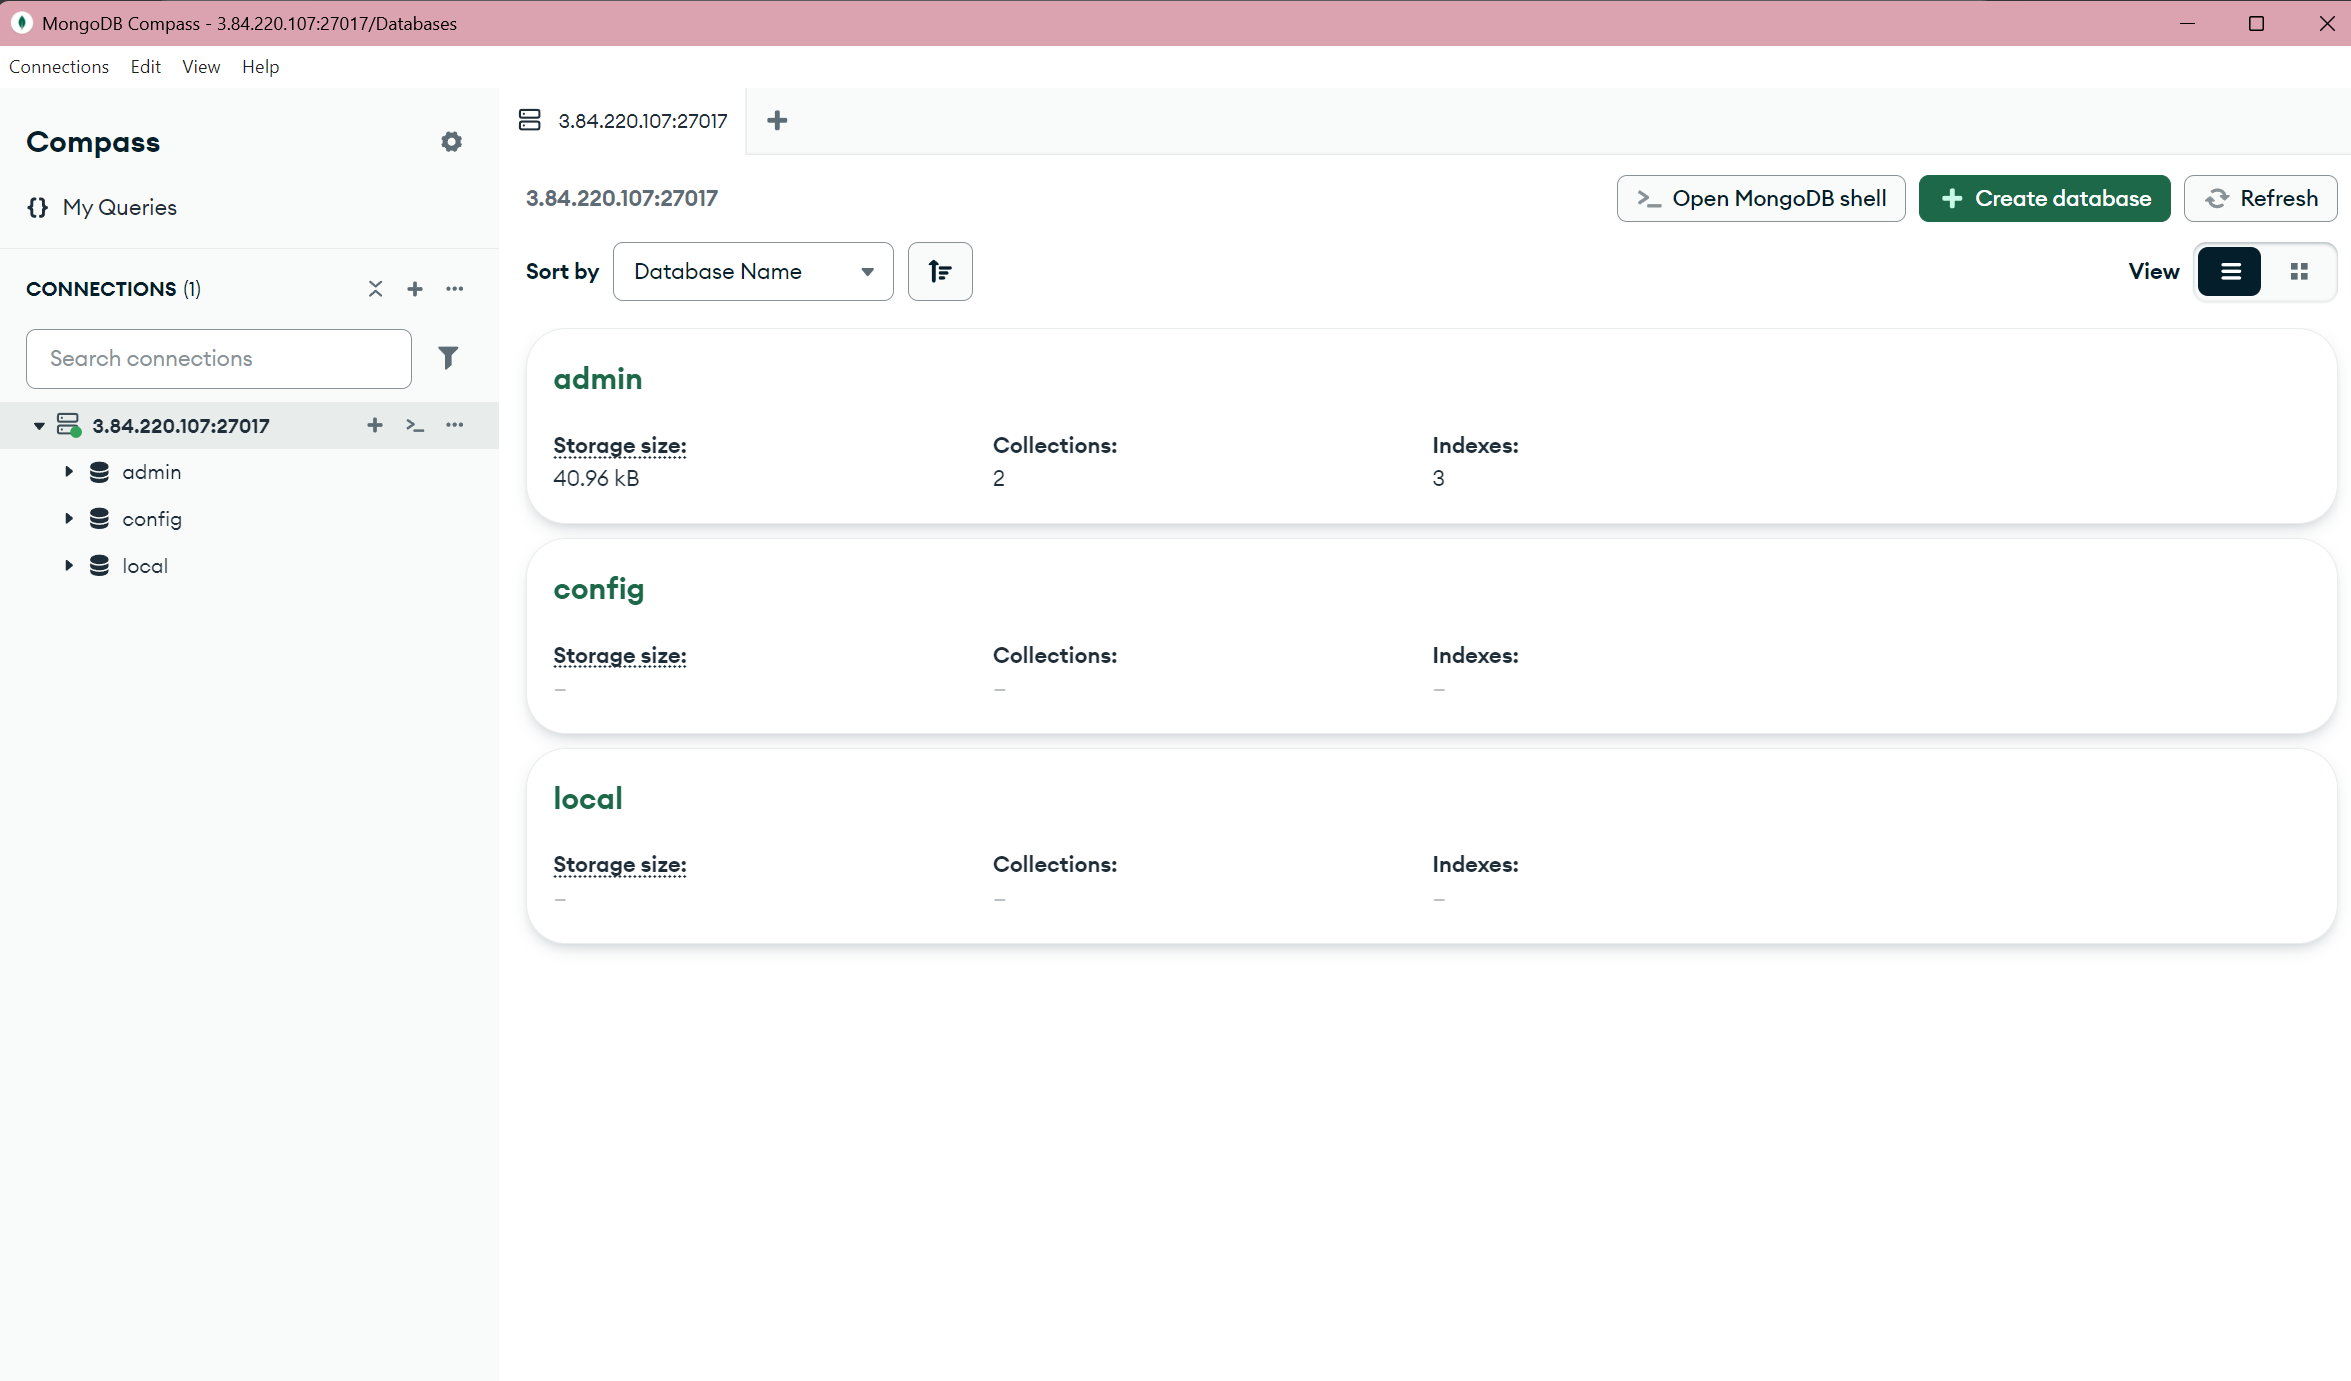 MongoDB Compass - 3.84.220.107:27017/Databases
Connections Edit View Help
Compass
My Queries
CONNECTIONS (1)
Search connections
3.84.220.107:27017
admin
config
local
3.84.220.107:27017
3.84.220.107:27017
Open MongoDB shell
Create database
Refresh
Sort by Database Name
View
admin
Storage size: Collections: Indexes:
40.96 kB 2 3
config
Storage size: Collections: Indexes:
– – –
local
Storage size: Collections: Indexes:
– – –